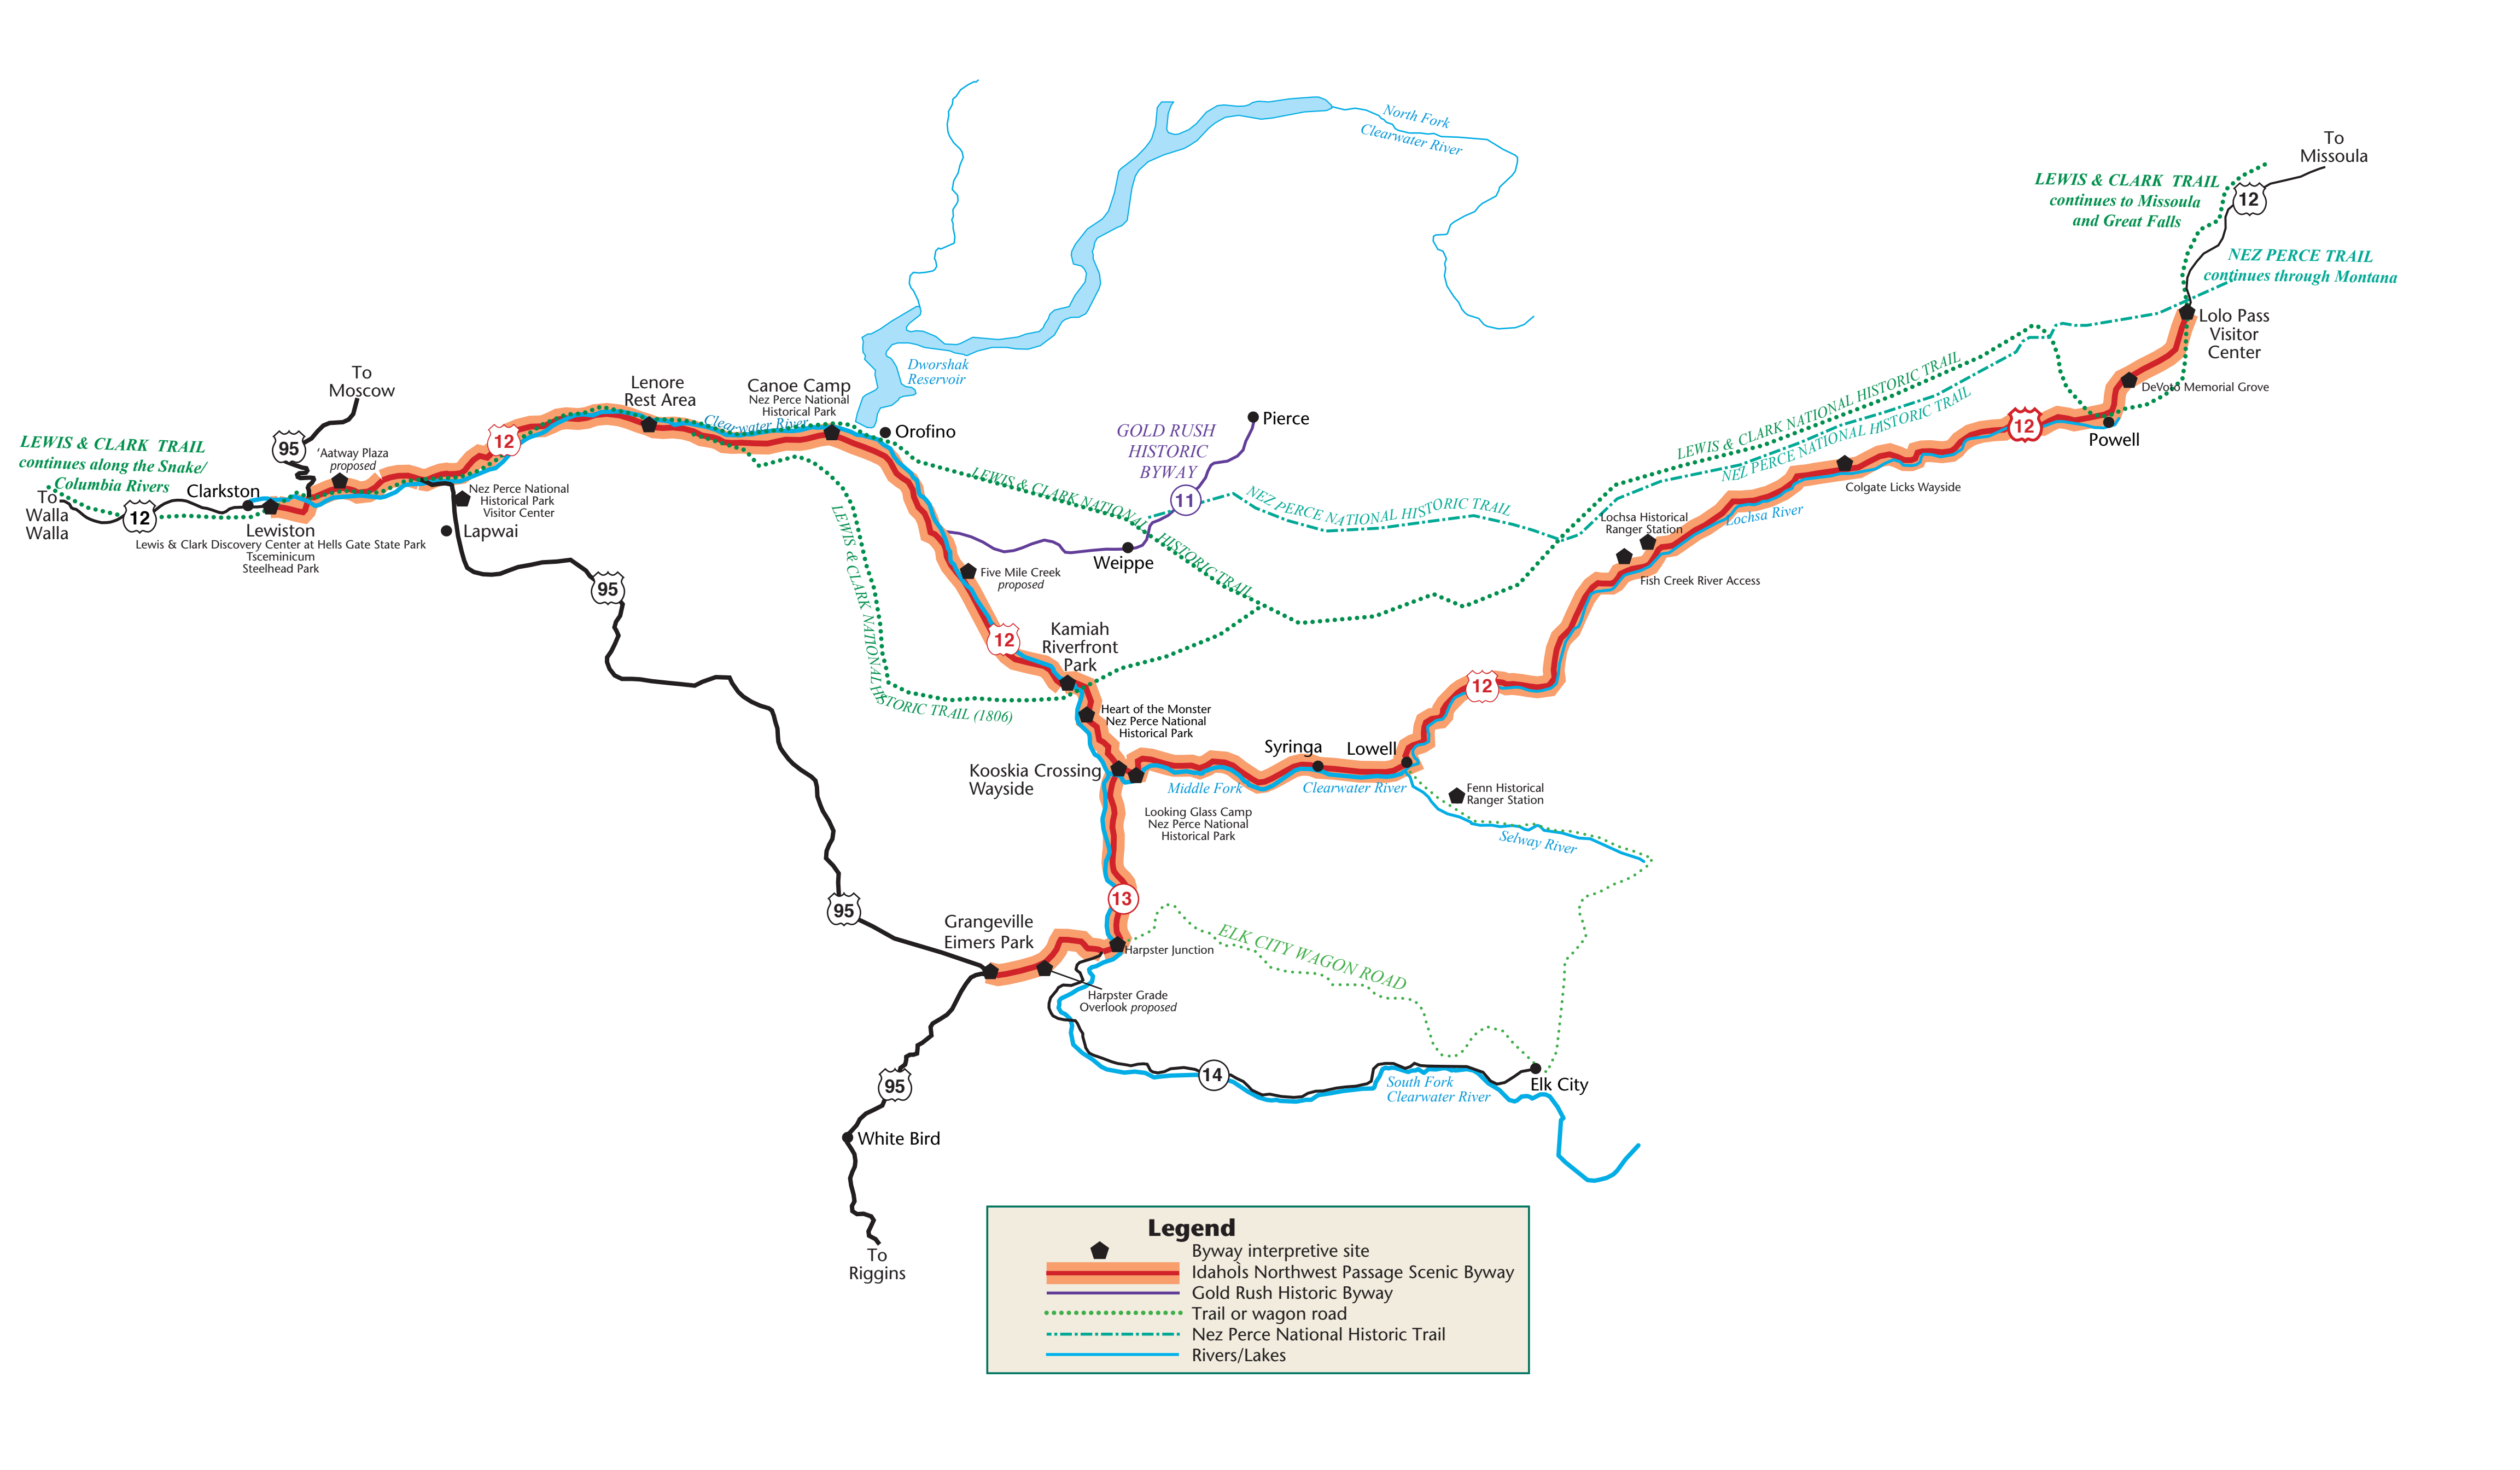 North Fork
Clearwater River
To
Missoula
LEWIS & CLARK TRAIL
continues to Missoula
and Great Falls
12
NEZ PERCE TRAIL
continues through Montana
Lolo Pass
Visitor
Center
DeVoto Memorial Grove
Powell
12
LEWIS & CLARK NATIONAL HISTORIC TRAIL
NEZ PERCE NATIONAL HISTORIC TRAIL
Colgate Licks Wayside
Lochsa River
Lochsa Historical
Ranger Station
Fish Creek River Access
Dworshak
Reservoir
To
Moscow
95
Lenore
Rest Area
Canoe Camp
Nez Perce National
Historical Park
Clearwater River
Orofino
GOLD RUSH
HISTORIC
BYWAY
11
Pierce
LEWIS & CLARK TRAIL
continues along the Snake/
Columbia Rivers
To
Walla
Walla
12
Clarkston
‘Aatway Plaza
proposed
12
Lewiston
Lewis & Clark Discovery Center at Hells Gate State Park
Tsceminicum
Steelhead Park
Nez Perce National
Historical Park
Visitor Center
Lapwai
95
LEWIS & CLARK NATIONAL HISTORIC TRAIL
NEZ PERCE NATIONAL HISTORIC TRAIL
Weippe
Five Mile Creek
proposed
LEWIS & CLARK NATIONAL HISTORIC TRAIL (1806)
12
Kamiah
Riverfront
Park
12
Heart of the Monster
Nez Perce National
Historical Park
Kooskia Crossing
Wayside
Syringa
Lowell
Middle Fork
Clearwater River
Looking Glass Camp
Nez Perce National
Historical Park
Fenn Historical
Ranger Station
Selway River
13
95
Grangeville
Eimers Park
Harpster Junction
ELK CITY WAGON ROAD
Harpster Grade
Overlook proposed
14
South Fork
Clearwater River
Elk City
95
White Bird
To
Riggins
Legend
Byway interpretive site
IdahoÌs Northwest Passage Scenic Byway
Gold Rush Historic Byway
Trail or wagon road
Nez Perce National Historic Trail
Rivers/Lakes